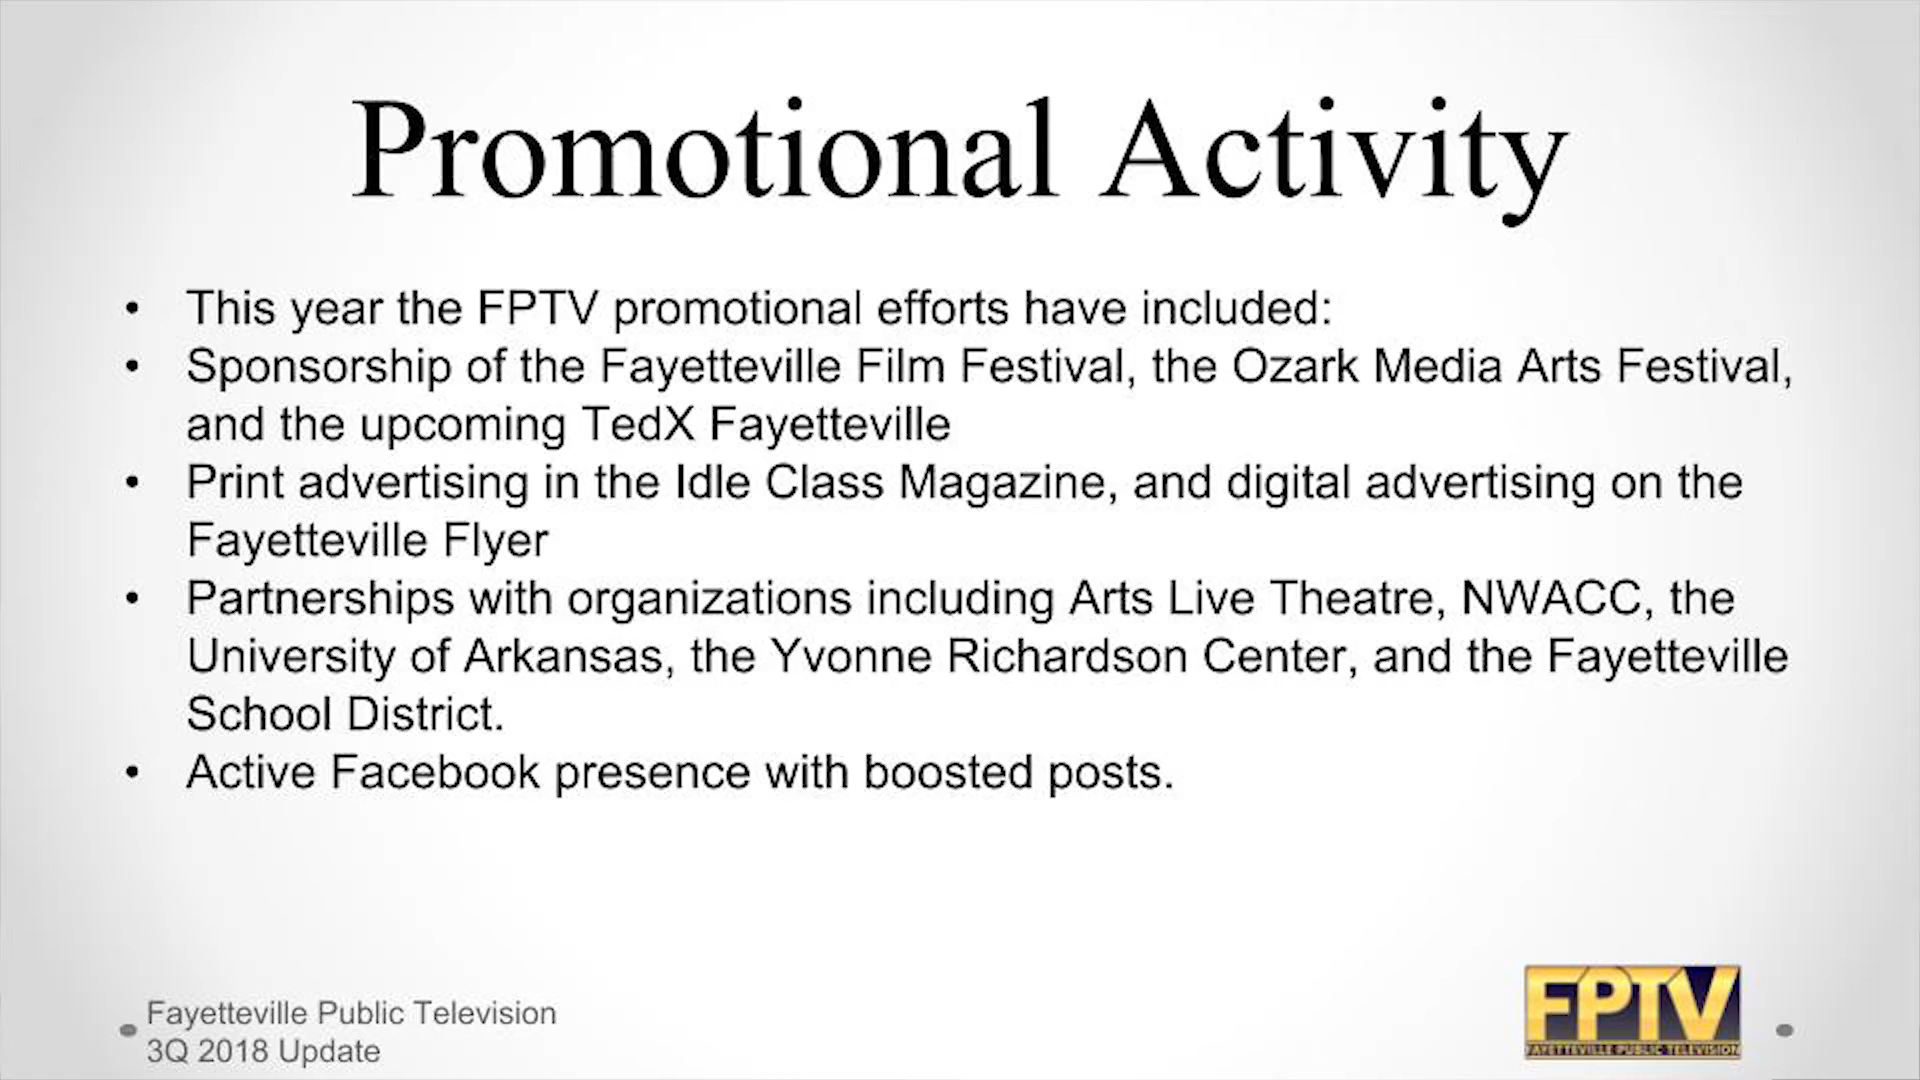 Promotional Activity
• This year the FPTV promotional efforts have included:
• Sponsorship of the Fayetteville Film Festival, the Ozark Media Arts Festival,
and the upcoming TedX Fayetteville
• Print advertising in the Idle Class Magazine, and digital advertising on the
Fayetteville Flyer
• Partnerships with organizations including Arts Live Theatre, NWACC, the
University of Arkansas, the Yvonne Richardson Center, and the Fayetteville
School District.
• Active Facebook presence with boosted posts.
Fayetteville Public Television
3Q 2018 Update
FPTV
FAYETTEVILLE PUBLIC TELEVISION